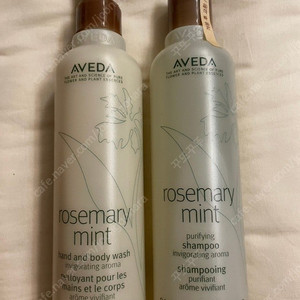 AVEDA
THE ART AND SCIENCE OF PURE
FLOWER AND PLANT ESSENCES
rosemary
mint
hand and body wash
invigorating aroma
nettoyant pour les
mains et le corps
arôme vivifiant
AVEDA
THE ART AND SCIENCE OF PURE
FLOWER AND PLANT ESSENCES
rosemary
mint
purifying
shampoo
invigorating aroma
shampooing
purifiant
arôme vivifiant